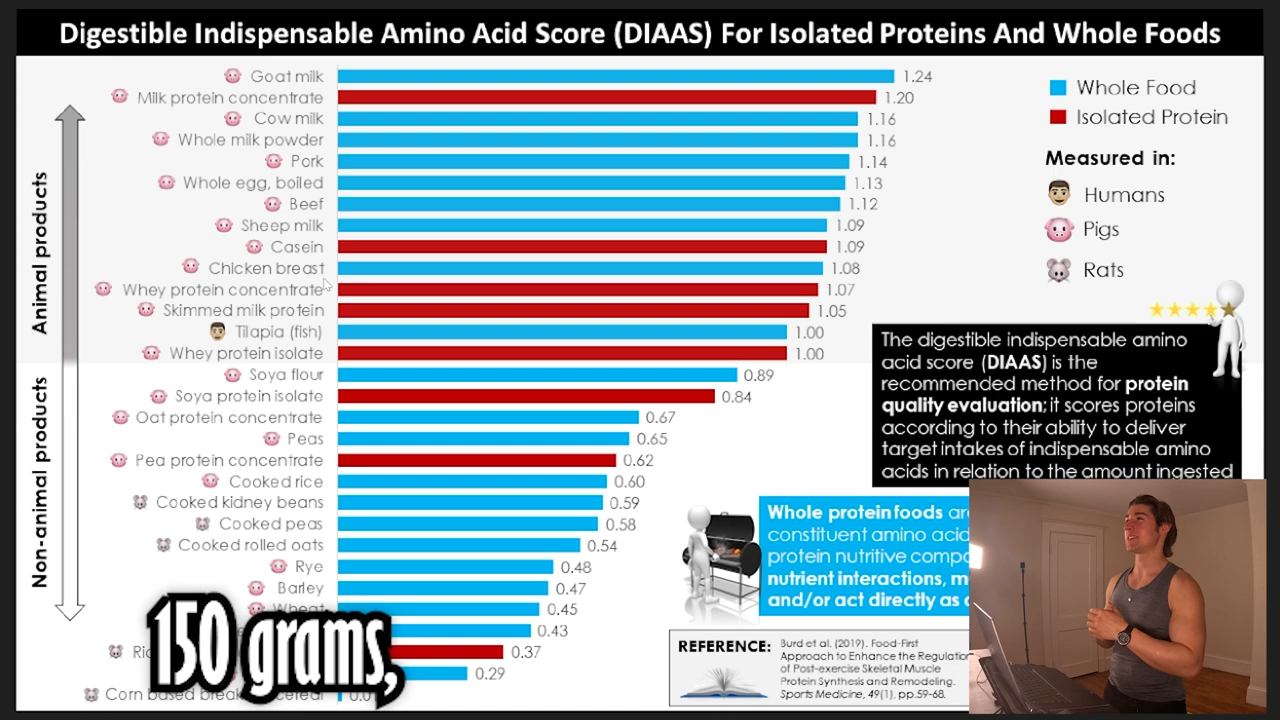 Digestible Indispensable Amino Acid Score (DIAAS) For Isolated Proteins And Whole Foods
Animal products
Non-animal products
Goat milk 1.24
Milk protein concentrate 1.20
Cow milk 1.16
Whole milk powder 1.16
Pork 1.14
Whole egg, boiled 1.13
Beef 1.12
Sheep milk 1.09
Casein 1.09
Chicken breast 1.08
Whey protein concentrate 1.07
Skimmed milk protein 1.05
Tilapia (fish) 1.00
Whey protein isolate 1.00
Soya flour 0.89
Soya protein isolate 0.84
Oat protein concentrate 0.67
Peas 0.65
Pea protein concentrate 0.62
Cooked rice 0.60
Cooked kidney beans 0.59
Cooked peas 0.58
Cooked rolled oats 0.54
Rye 0.48
Barley 0.47
Wheat 0.45
0.43
0.37
0.29
Corn based
150 grams,
Whole Food
Isolated Protein
Measured in:
Humans
Pigs
Rats
The digestible indispensable amino
acid score (DIAAS) is the
recommended method for protein
quality evaluation; it scores proteins
according to their ability to deliver
target intakes of indispensable amino
acids in relation to the amount ingested
Whole protein foods
constituent amino
protein nutritive
nutrient interactions,
and/or act directly as
REFERENCE:
Burd et al. (2019). Food-First
Approach to Enhance the Regulation
of Post-exercise Skeletal Muscle
Protein Synthesis and Remodeling.
Sports Medicine, 49(1), pp.59-68.